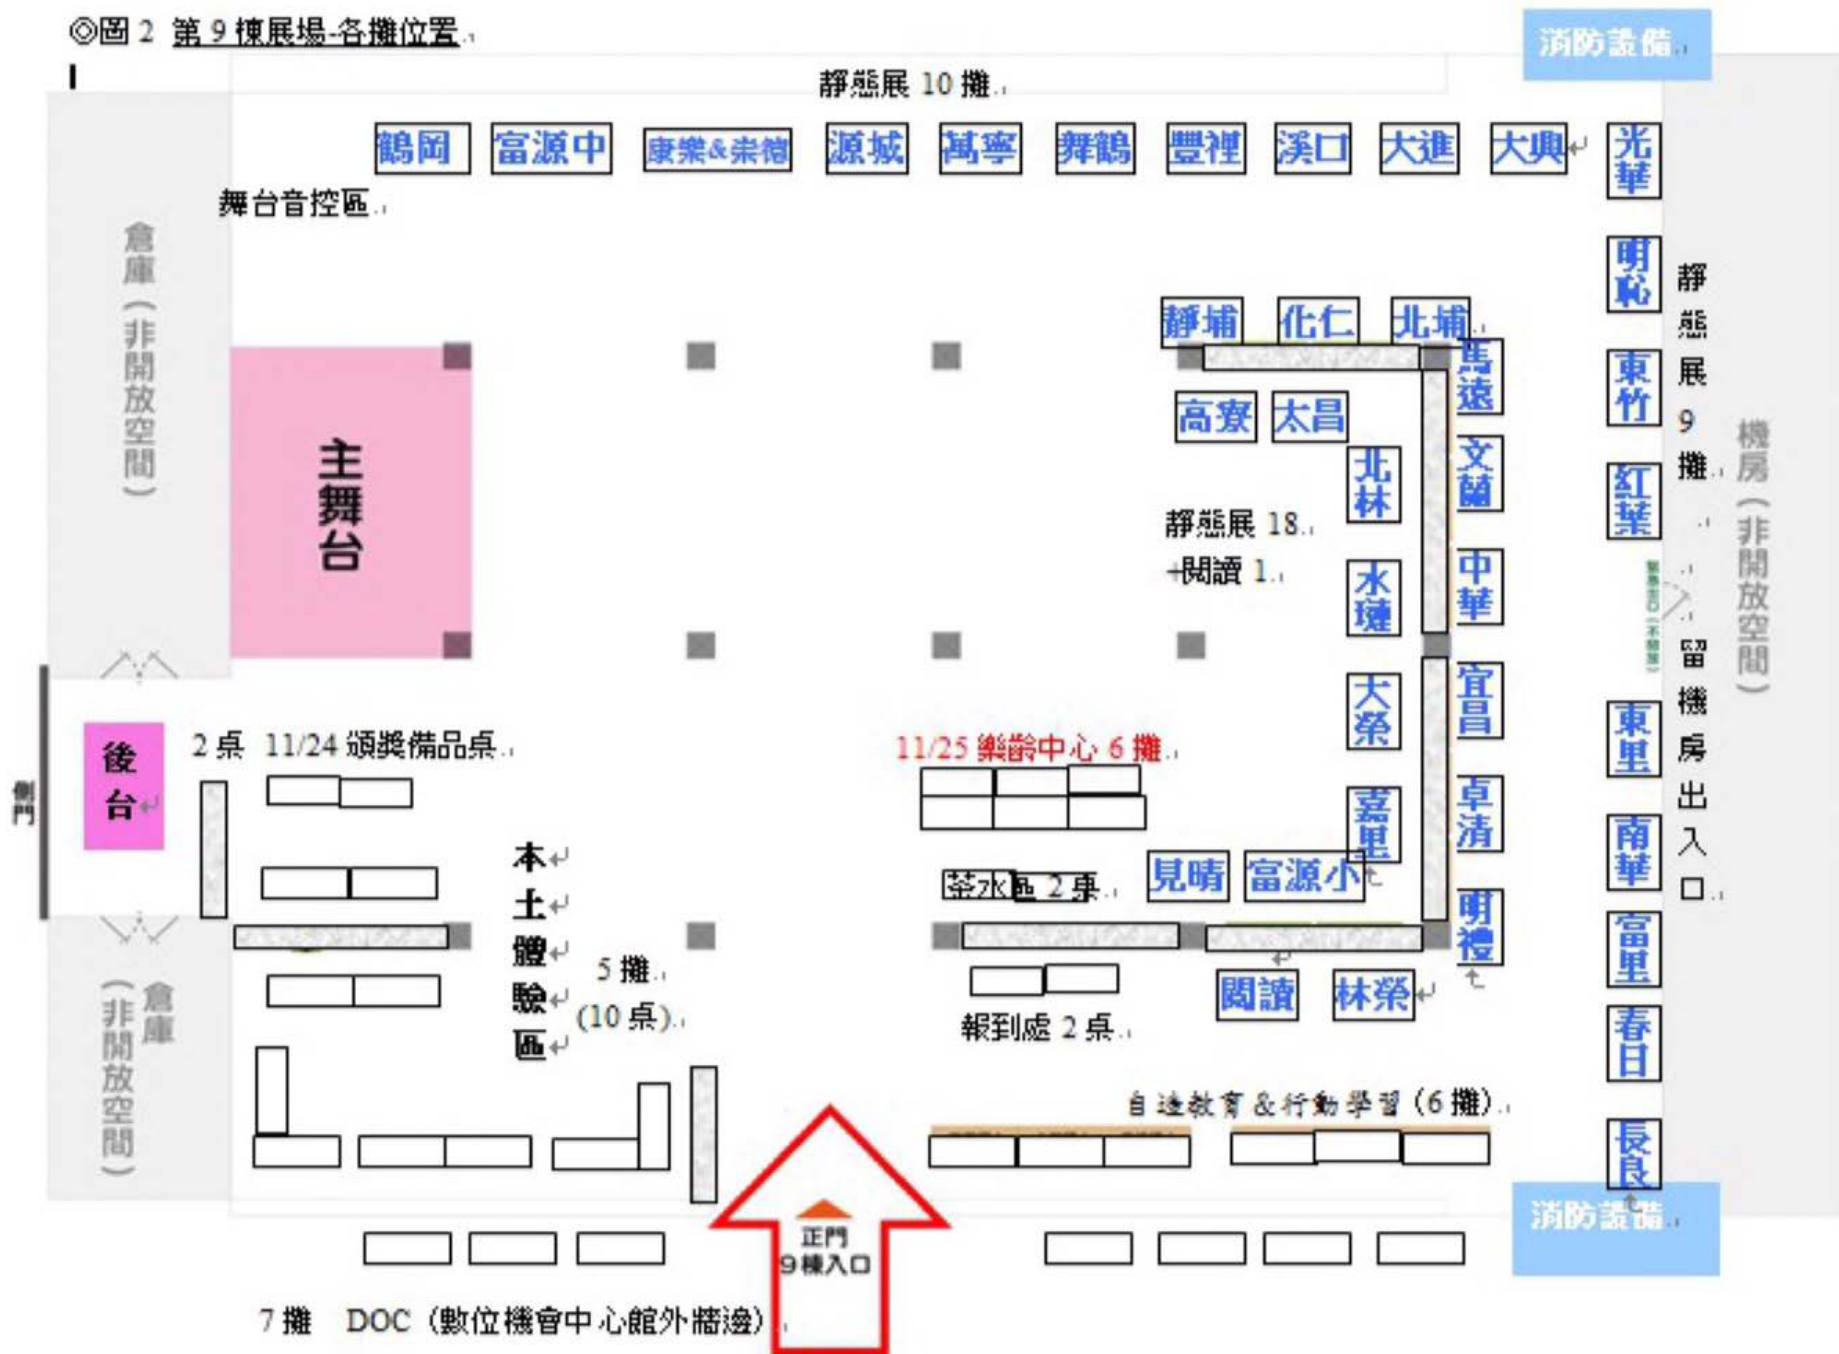 ◎圖 2 第 9 棟展場-各攤位置
消防設備
靜態展 10 攤
鶴岡 富源中 康樂&崇德 源城 萬寧 舞鶴 豐裡 溪口 大進 大興
光華
明恥
東竹
紅葉
東里
南華
富里
春日
長良
靜態展 9 攤
留機房出入口
機房（非開放空間）
緊急出口（不開放）
舞台音控區
倉庫（非開放空間）
主舞台
靜埔 化仁 北埔
馬遠
文蘭
中華
宜昌
卓清
明禮
高寮 太昌
北林
水璉
大榮
嘉里
靜態展 18
+閱讀 1
後台
側門
2 桌 11/24 頒獎備品桌
11/25 樂齡中心 6 攤
本土體驗區
5 攤
(10 桌)
茶水區 2 桌
見晴 富源小
閱讀 林榮
報到處 2 桌
倉庫
（非開放空間）
自造教育&行動學習（6 攤）
消防設備
正門
9棟入口
7 攤 DOC（數位機會中心館外牆邊）